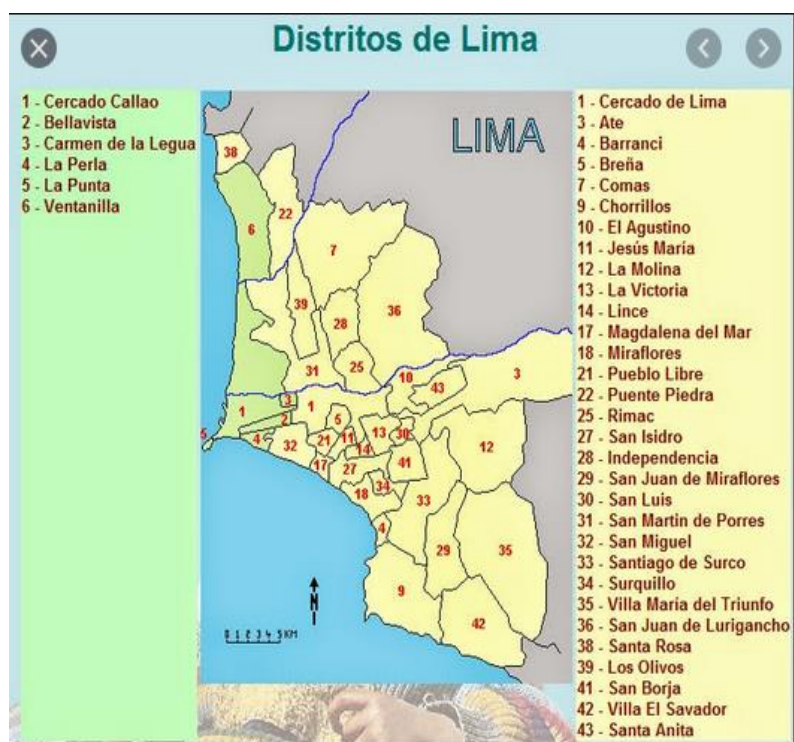 Distritos de Lima
1 - Cercado Callao
2 - Bellavista
3 - Carmen de la Legua
4 - La Perla
5 - La Punta
6 - Ventanilla
LIMA
38
22
6
7
39
28
36
31
25
10
43
3
3
1
1
2
5
5
4
32
21
11
13
30
14
17
27
41
12
34
18
33
4
29
35
9
42
N
0 1 2 3 4 5 KM
1 - Cercado de Lima
3 - Ate
4 - Barranci
5 - Breña
7 - Comas
9 - Chorrillos
10 - El Agustino
11 - Jesús María
12 - La Molina
13 - La Victoria
14 - Lince
17 - Magdalena del Mar
18 - Miraflores
21 - Pueblo Libre
22 - Puente Piedra
25 - Rimac
27 - San Isidro
28 - Independencia
29 - San Juan de Miraflores
30 - San Luis
31 - San Martin de Porres
32 - San Miguel
33 - Santiago de Surco
34 - Surquillo
35 - Villa María del Triunfo
36 - San Juan de Lurigancho
38 - Santa Rosa
39 - Los Olivos
41 - San Borja
42 - Villa El Savador
43 - Santa Anita